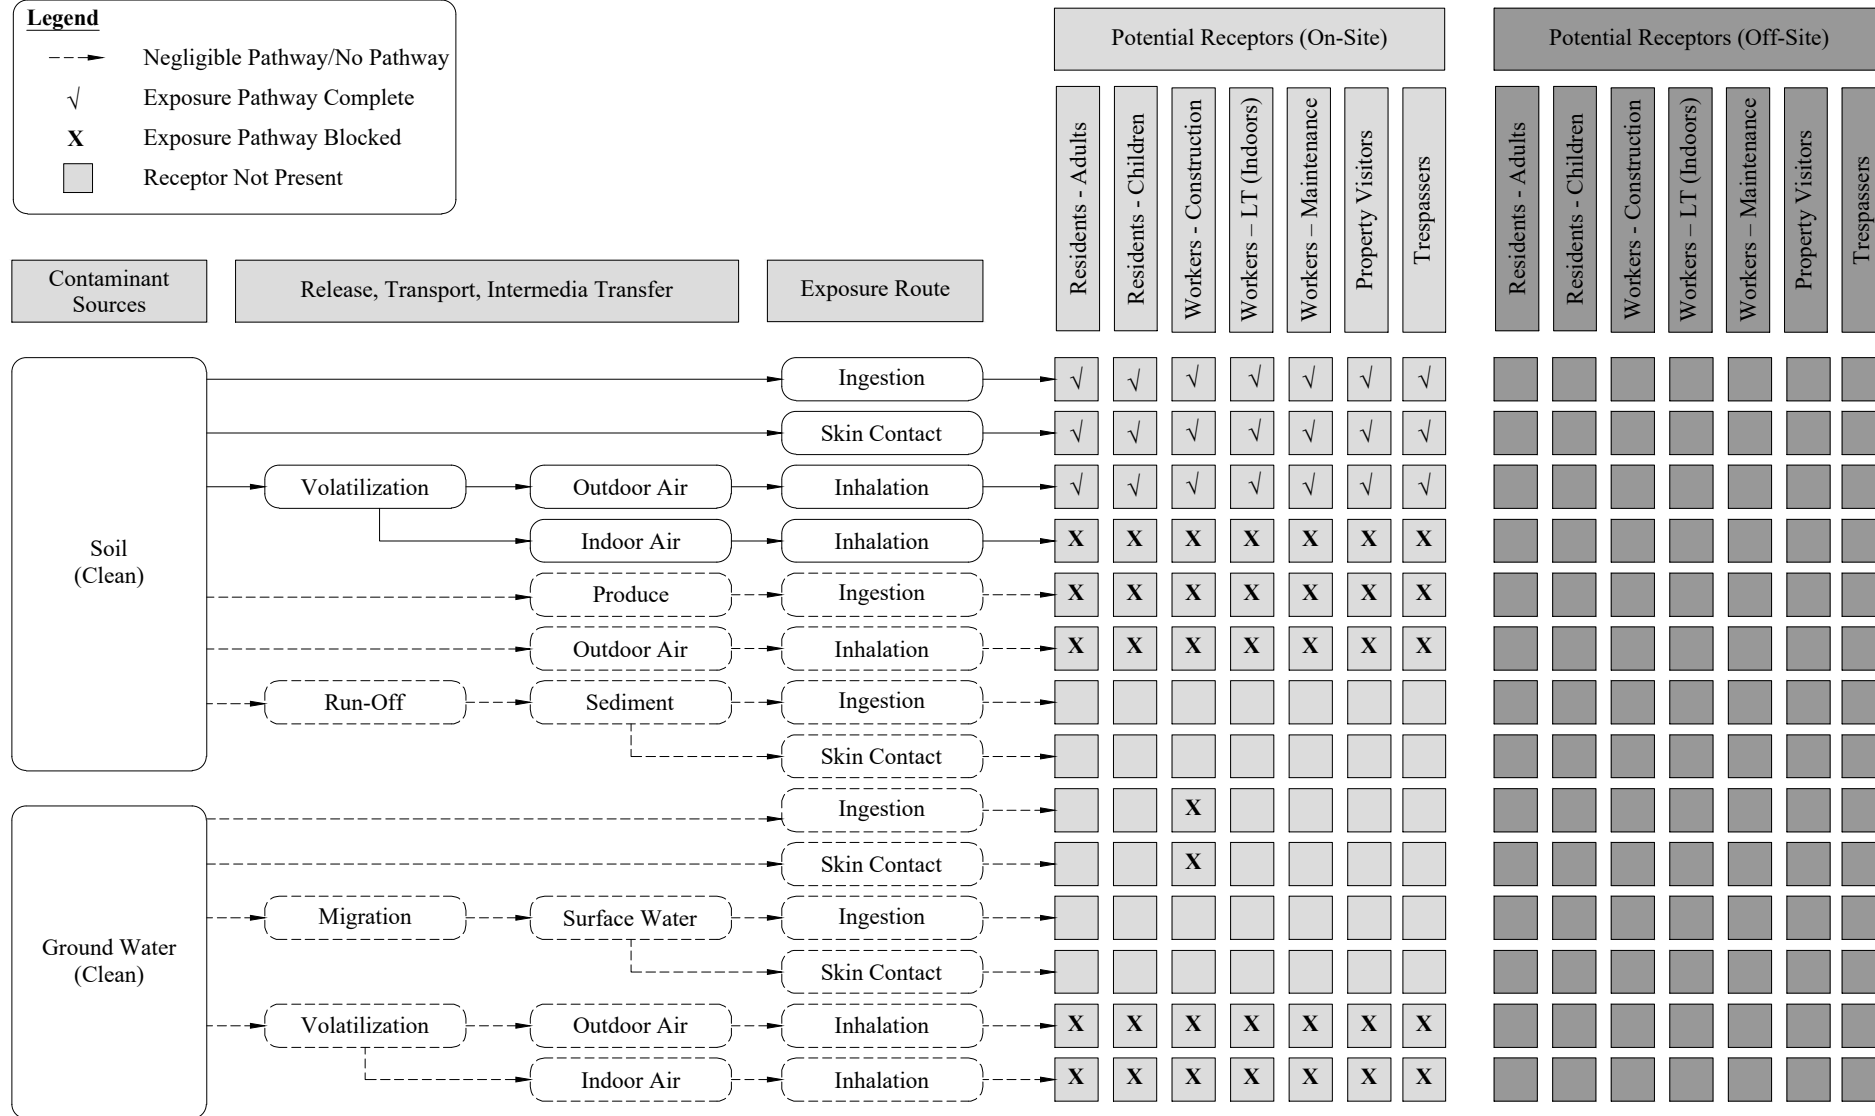 Legend
Negligible Pathway/No Pathway
√ Exposure Pathway Complete
X Exposure Pathway Blocked
Receptor Not Present
Potential Receptors (On-Site)
Potential Receptors (Off-Site)
Residents - Adults
Residents - Children
Workers - Construction
Workers – LT (Indoors)
Workers – Maintenance
Property Visitors
Trespassers
Residents - Adults
Residents - Children
Workers - Construction
Workers – LT (Indoors)
Workers – Maintenance
Property Visitors
Trespassers
Contaminant
Sources
Release, Transport, Intermedia Transfer
Exposure Route
Soil
(Clean)
Ingestion √ √ √ √ √ √ √
Skin Contact √ √ √ √ √ √ √
Volatilization Outdoor Air Inhalation √ √ √ √ √ √ √
Indoor Air Inhalation X X X X X X X
Produce Ingestion X X X X X X X
Outdoor Air Inhalation X X X X X X X
Run-Off Sediment Ingestion
Skin Contact
Ground Water
(Clean)
Ingestion X
Skin Contact X
Migration Surface Water Ingestion
Skin Contact
Volatilization Outdoor Air Inhalation X X X X X X X
Indoor Air Inhalation X X X X X X X